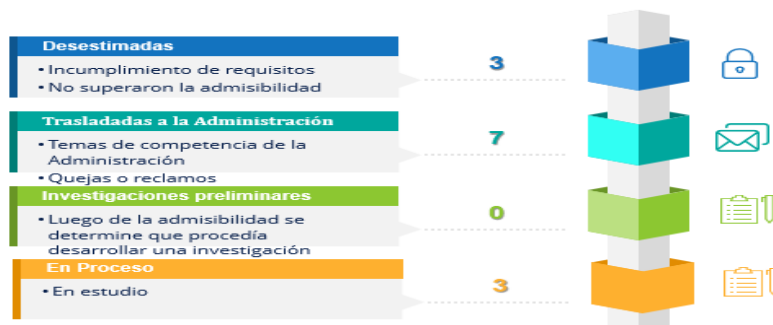 Desestimadas
• Incumplimiento de requisitos
• No superaron la admisibilidad
3
Trasladadas a la Administración
• Temas de competencia de la
Administración
• Quejas o reclamos
7
Investigaciones preliminares
• Luego de la admisibilidad se
determine que procedía
desarrollar una investigación
0
En Proceso
• En estudio
3